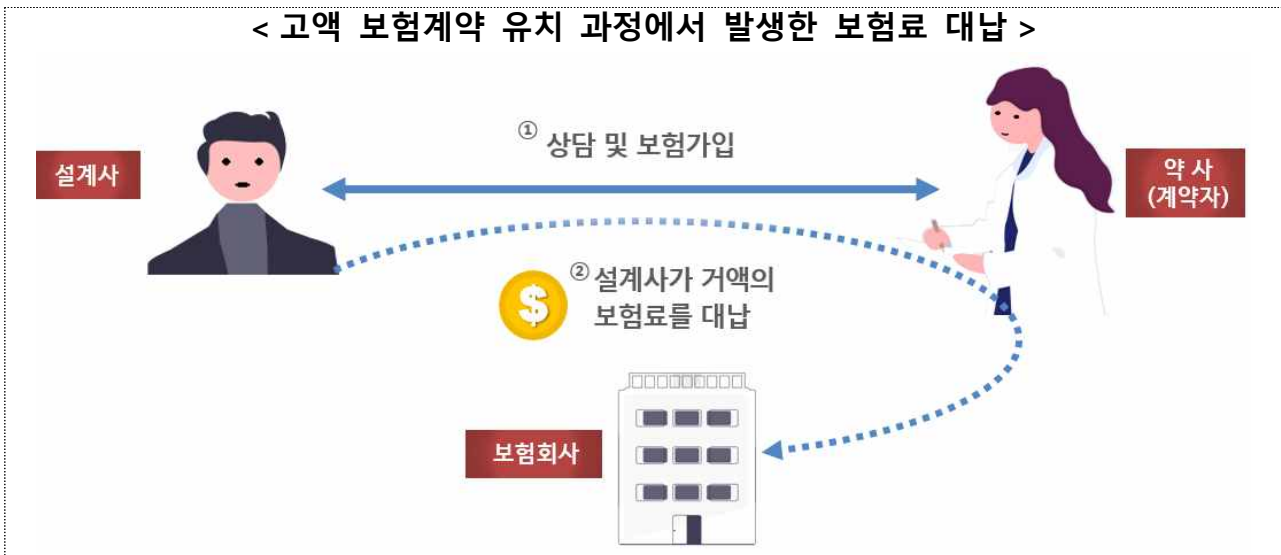 < 고액 보험계약 유치 과정에서 발생한 보험료 대납 >
① 상담 및 보험가입
설계사
약 사
(계약자)
② 설계사가 거액의
보험료를 대납
$
보험회사